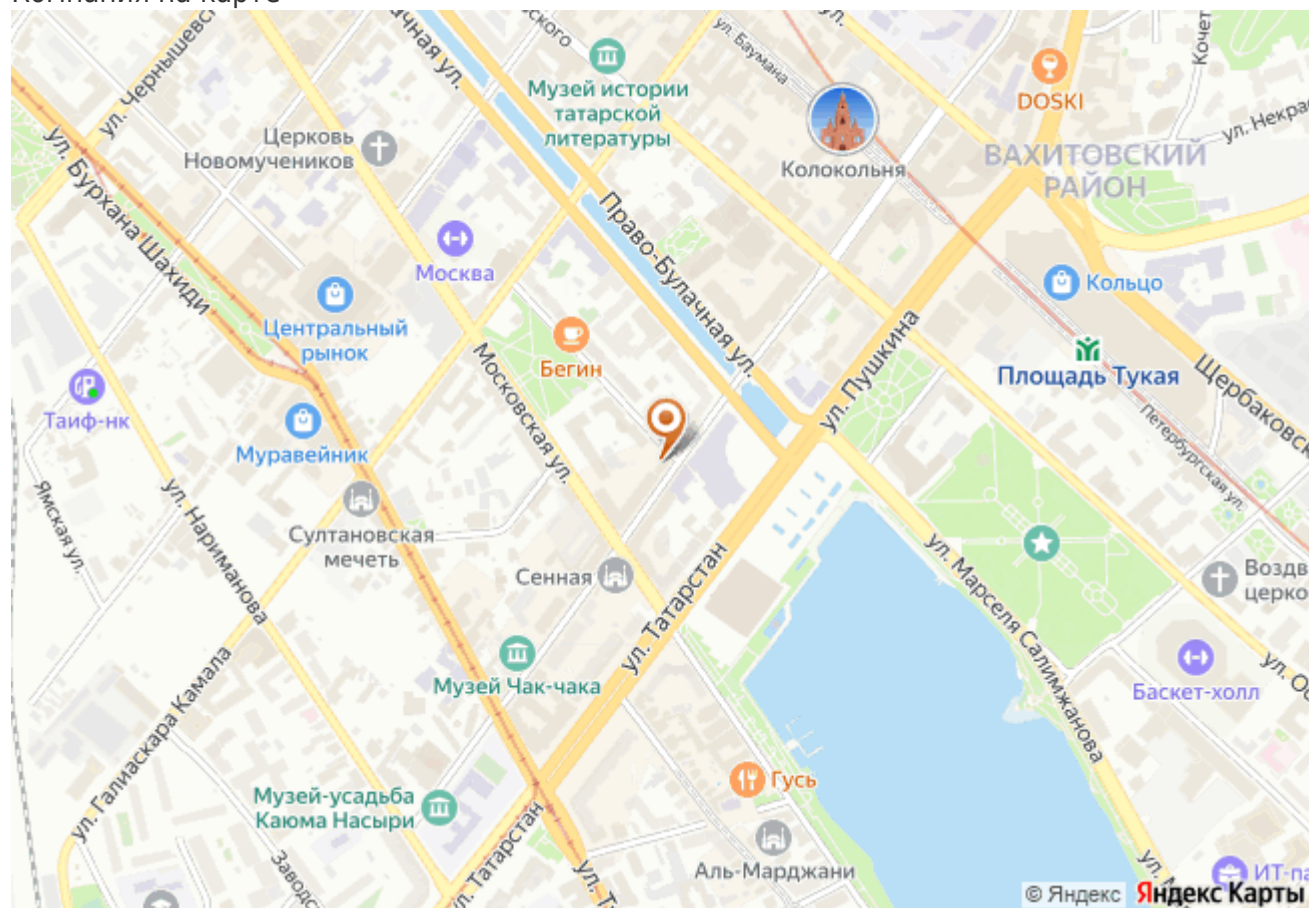 Компания на карте
ул. Чернышевс
чная ул.
ского
ул. Баумана
Кочет
Музей истории
татарской
литературы
DOSKI
ул. Некра
Церковь
Новомучеников
Колокольня
ВАХИТОВСКИЙ
РАЙОН
ул. Бурхана Шахиди
Право-Булачная ул.
Москва
Кольцо
Центральный
рынок
Бегин
ул. Пушкина
Площадь Тукая
Щербаковск
Таиф-нк
Московская ул.
Петербургская ул.
Муравейник
Ямская ул.
ул. Нариманова
Султановская
мечеть
Сенная
ул. Татарстан
ул. Марселя Салимжанова
Возд
церко
Музей Чак-чака
Баскет-холл
ул. Ос
ул. Галиаскара Камала
Гусь
Музей-усадьба
Каюма Насыри
Аль-Марджани
Заводс
ул. Татарстан
ул. Т
ул. М
ИТ-па
© Яндекс Яндекс Карты